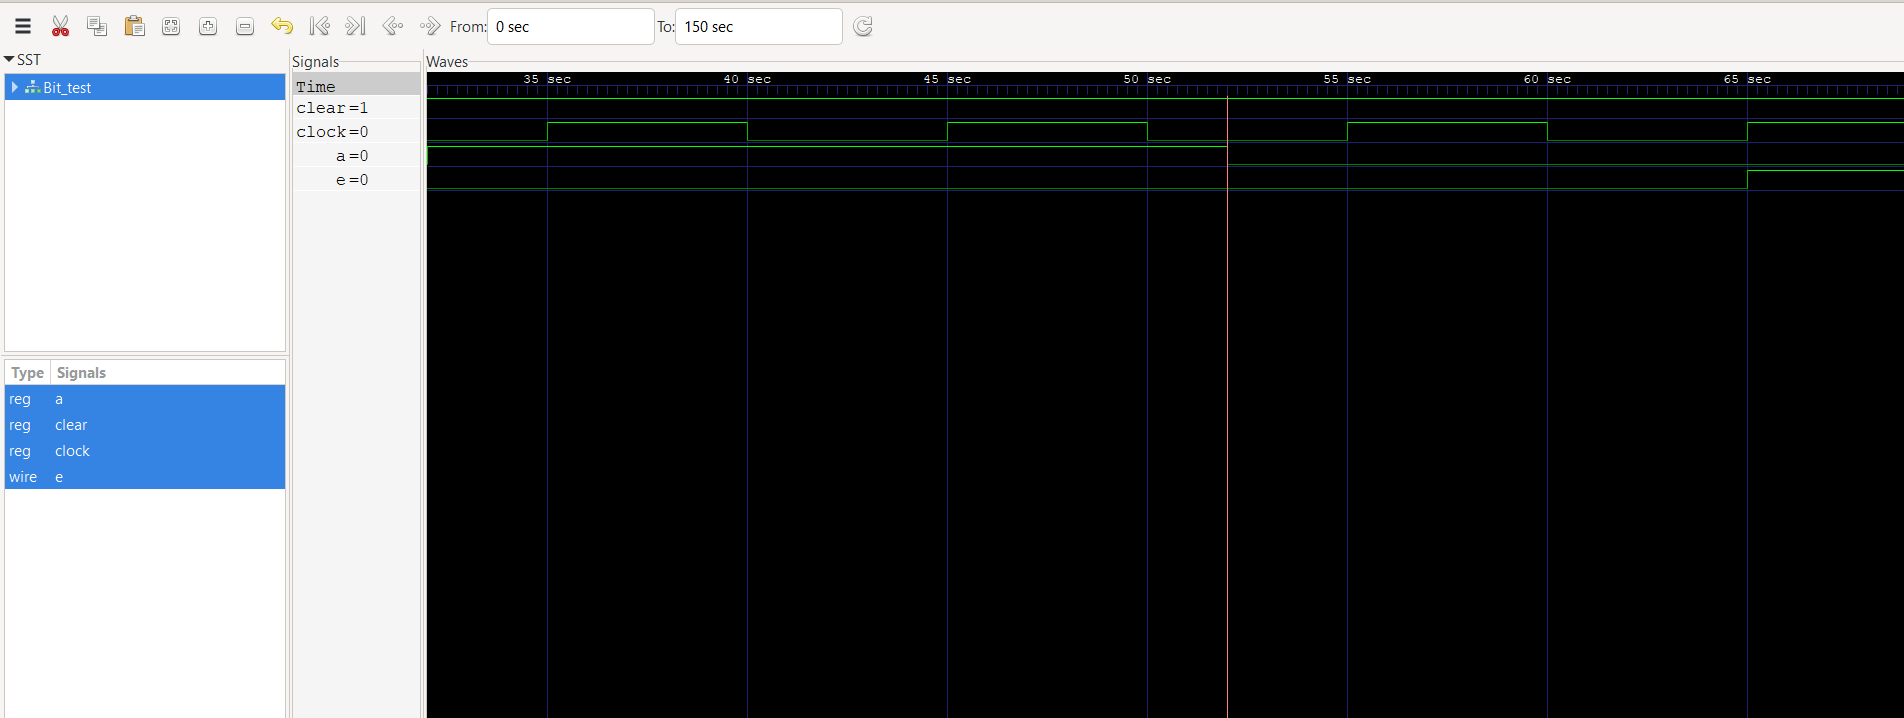 From: 0 sec To: 150 sec
SST
Bit_test
Type Signals
reg a
reg clear
reg clock
wire e
Signals
Time
clear=1
clock=0
a=0
e=0
Waves
35 sec 40 sec 45 sec 50 sec 55 sec 60 sec 65 sec